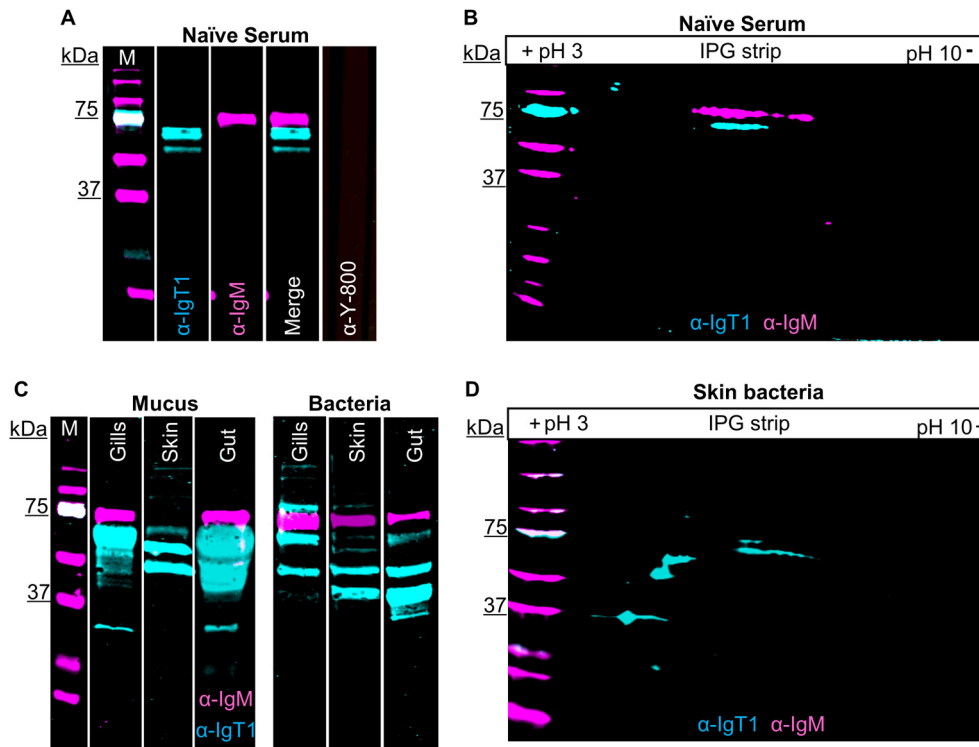 A
Naïve Serum
kDa
M
75
37
α-IgT1
α-IgM
Merge
α-Y-800
B
Naïve Serum
+ pH 3 IPG strip pH 10 -
75
37
α-IgT1 α-IgM
C
Mucus Bacteria
kDa
M
Gills
Skin
Gut
Gills
Skin
Gut
75
37
α-IgM
α-IgT1
D
Skin bacteria
kDa
+ pH 3 IPG strip pH 10 -
75
37
α-IgT1 α-IgM